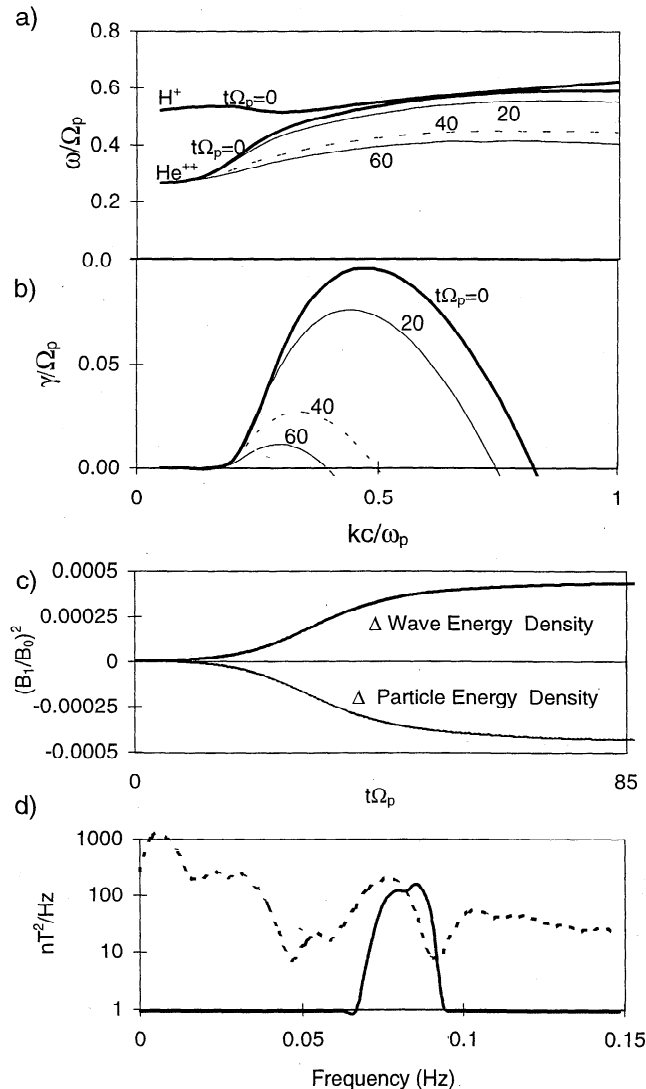 a)
0.8
0.6
0.4
0.2
0.0
ω/Ωp
H+
tΩp=0
tΩp=0
He++
20
40
60
b)
0.05
0.00
γ/Ωp
tΩp=0
20
40
60
0
0.5
1
kc/ωp
c)
0.0005
0.00025
0
-0.00025
-0.0005
(B1/B0)2
Δ Wave Energy Density
Δ Particle Energy Density
0
85
tΩp
d)
1000
100
10
1
nT2/Hz
0
0.05
0.1
0.15
Frequency (Hz)